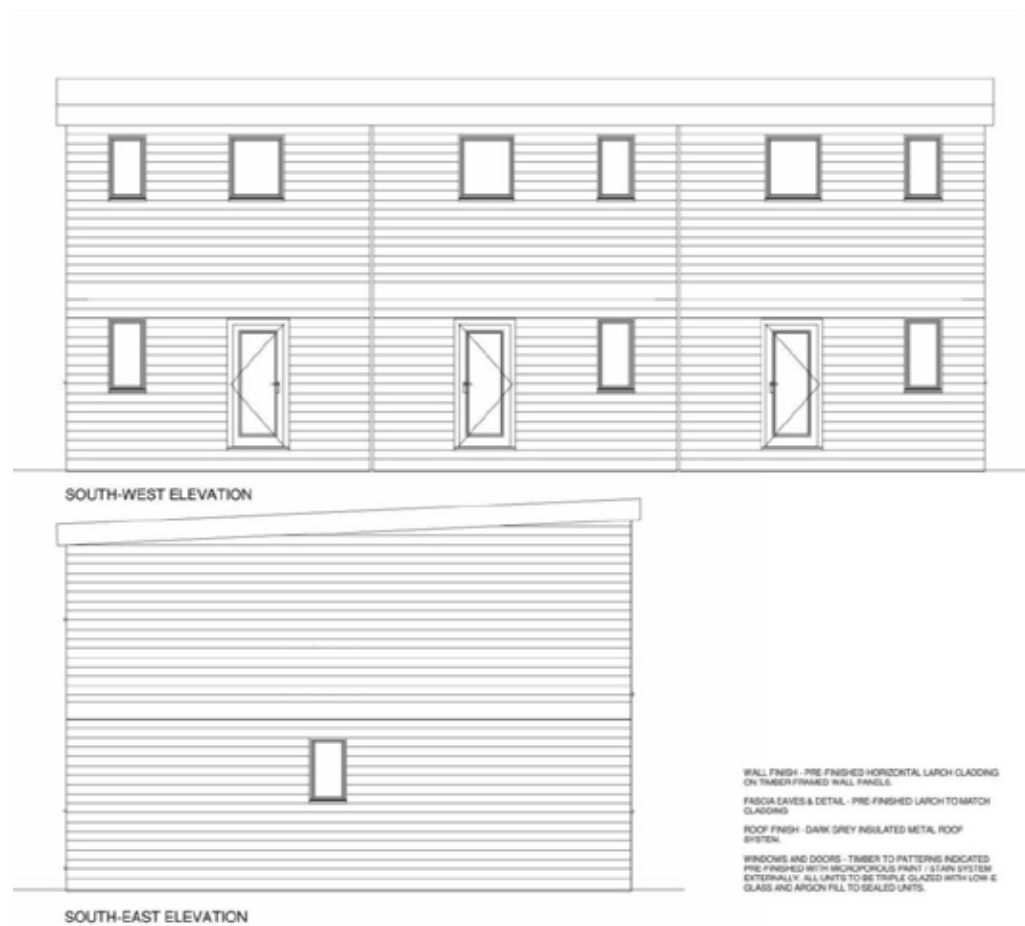 SOUTH-WEST ELEVATION
SOUTH-EAST ELEVATION
WALL FINISH - PRE-FINISHED HORIZONTAL LARCH CLADDING
ON TIMBER FRAMED WALL PANELS.
FASCIA EAVES & DETAIL - PRE-FINISHED LARCH TO MATCH
CLADDING
ROOF FINISH - DARK GREY INSULATED METAL ROOF
SYSTEM.
WINDOWS AND DOORS - TIMBER TO PATTERNS INDICATED
PRE FINISHED WITH MICROPOROUS PAINT / STAIN SYSTEM
EXTERNALLY. ALL UNITS TO BE TRIPLE GLAZED WITH LOW E
GLASS AND ARGON FILL TO SEALED UNITS.